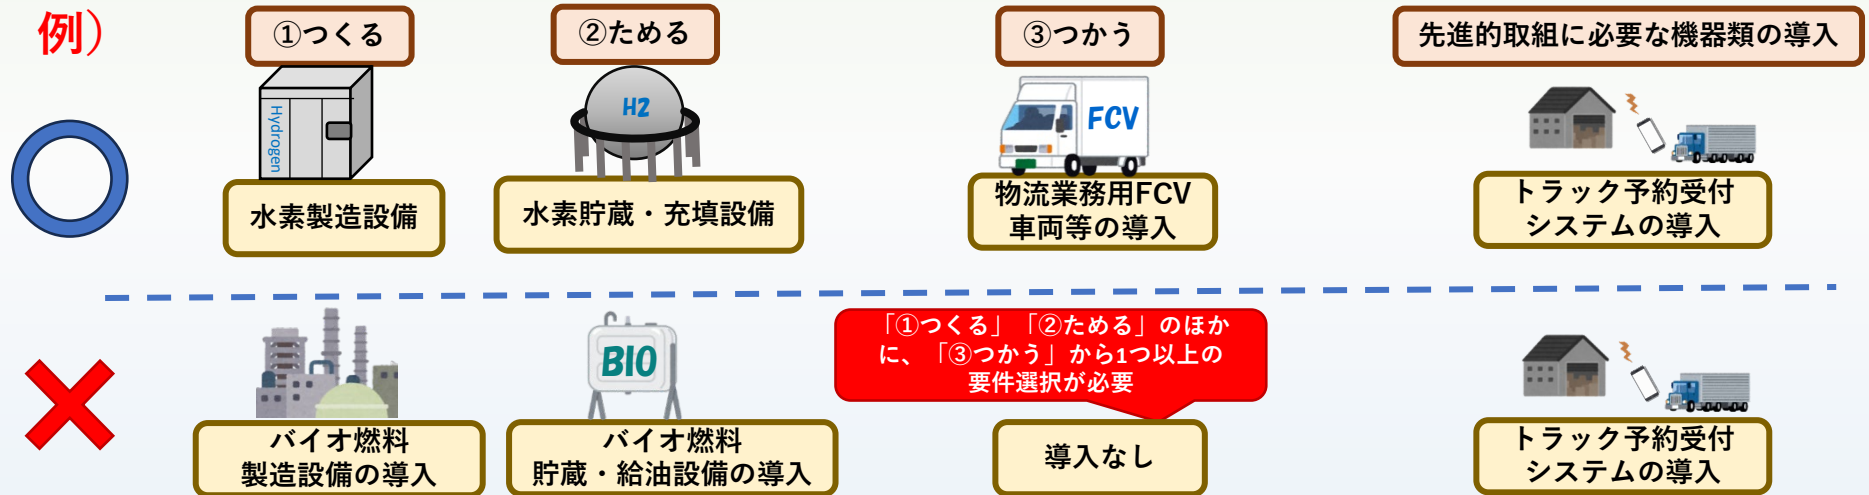 例）
①つくる
②ためる
③つかう
先進的取組に必要な機器類の導入
Hydrogen
H2
FCV
水素製造設備
水素貯蔵・充填設備
物流業務用FCV
車両等の導入
トラック予約受付
システムの導入
BIO
「①つくる」「②ためる」のほか
に、「③つかう」から1つ以上の
要件選択が必要
バイオ燃料
製造設備の導入
バイオ燃料
貯蔵・給油設備の導入
導入なし
トラック予約受付
システムの導入